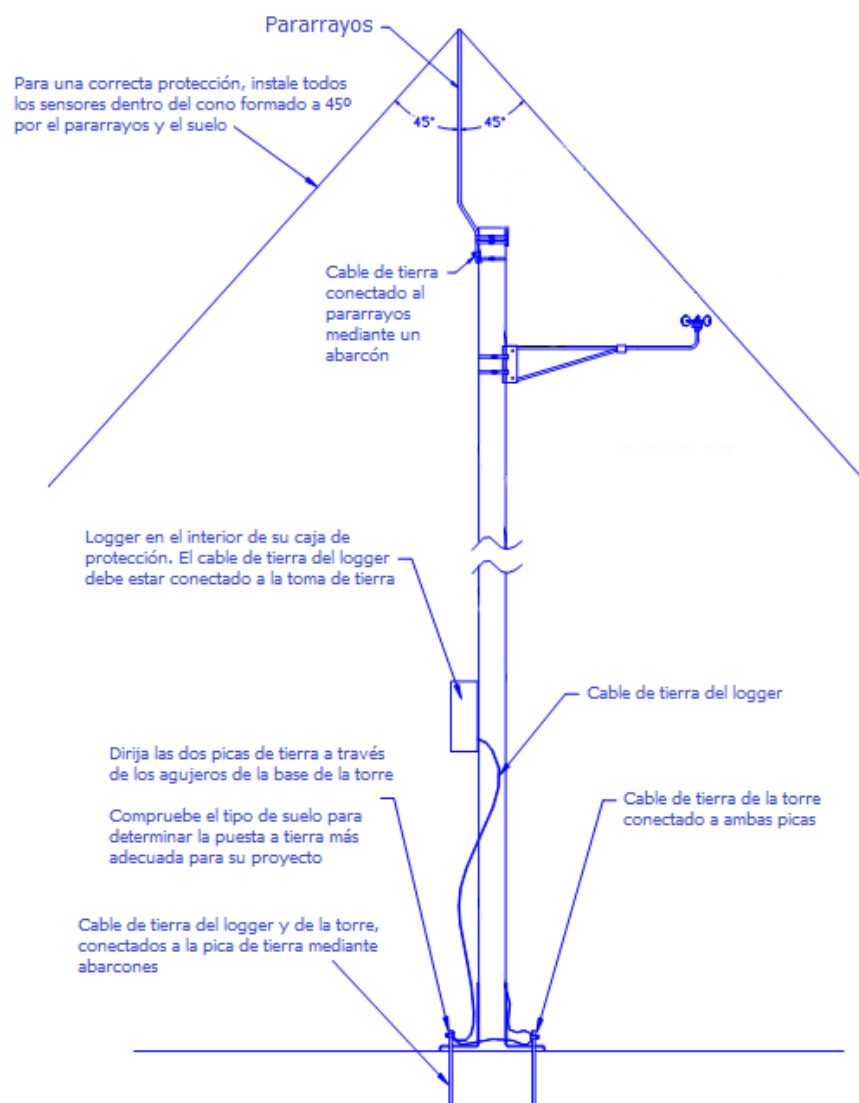 Pararrayos
Para una correcta protección, instale todos
los sensores dentro del cono formado a 45º
por el pararrayos y el suelo
45° 45°
Cable de tierra
conectado al
pararrayos
mediante un
abarcón
Logger en el interior de su caja de
protección. El cable de tierra del logger
debe estar conectado a la toma de tierra
Cable de tierra del logger
Dirija las dos picas de tierra a través
de los agujeros de la base de la torre
Compruebe el tipo de suelo para
determinar la puesta a tierra más
adecuada para su proyecto
Cable de tierra de la torre
conectado a ambas picas
Cable de tierra del logger y de la torre,
conectados a la pica de tierra mediante
abarcones